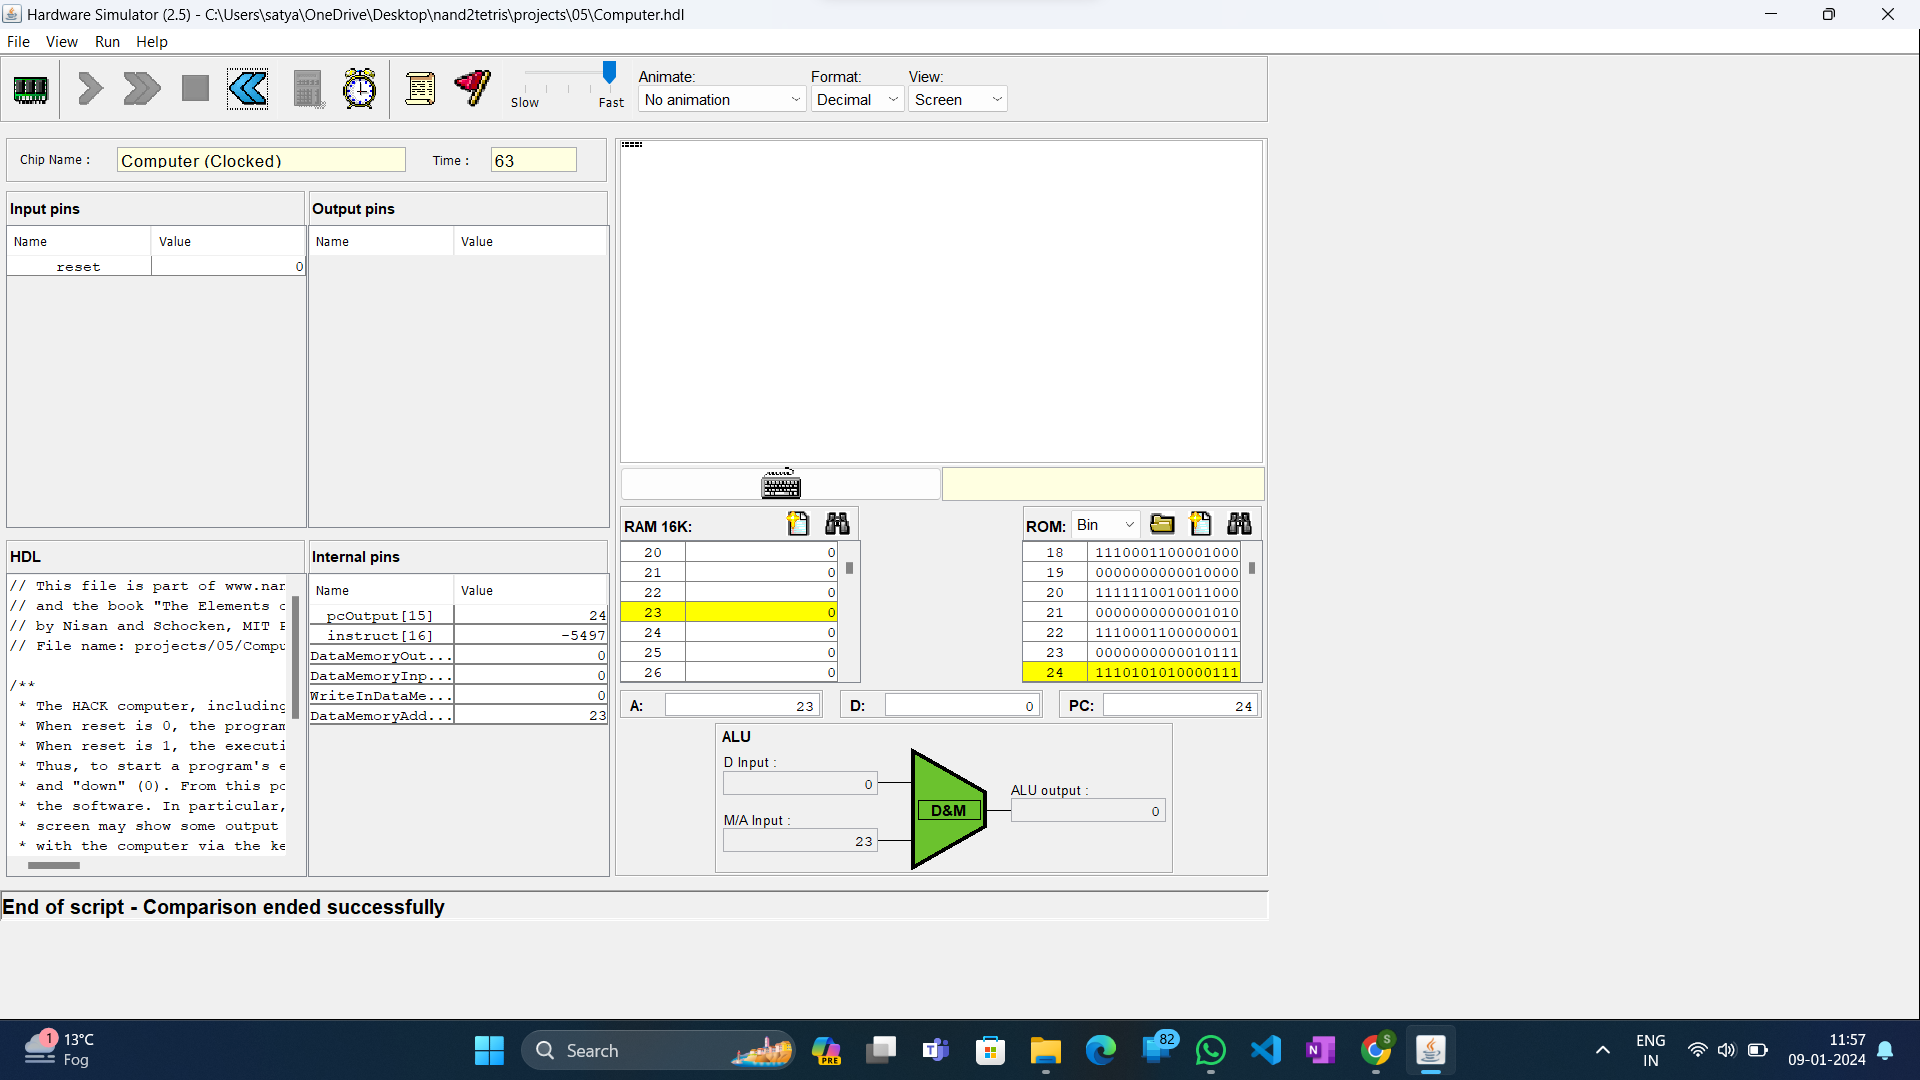 Hardware Simulator (2.5) - C:\Users\satya\OneDrive\Desktop\nand2tetris\projects\05\Computer.hdl
File View Run Help
Slow Fast
Animate: Format: View:
No animation Decimal Screen
Chip Name : Computer (Clocked) Time : 63
Input pins
Name Value
reset 0
Output pins
Name Value
HDL
// This file is part of www.nan
// and the book "The Elements o
// by Nisan and Schocken, MIT P
// File name: projects/05/Compu
/**
* The HACK computer, including
* When reset is 0, the program
* When reset is 1, the executi
* Thus, to start a program's e
* and "down" (0). From this po
* the software. In particular,
* screen may show some output
* with the computer via the ke
Internal pins
Name Value
pcOutput[15] 24
instruct[16] -5497
DataMemoryOut... 0
DataMemoryInp... 0
WriteInDataMe... 0
DataMemoryAdd... 23
RAM 16K:
20 0
21 0
22 0
23 0
24 0
25 0
26 0
ROM: Bin
18 1110001100001000
19 0000000000010000
20 1111110010011000
21 0000000000001010
22 1110001100000001
23 0000000000010111
24 1110101010000111
A: 23 D: 0 PC: 24
ALU
D Input :
0
M/A Input :
23
D&M
ALU output :
0
End of script - Comparison ended successfully
1
13°C
Fog
Search
PRE
82
S
ENG
IN
11:57
09-01-2024